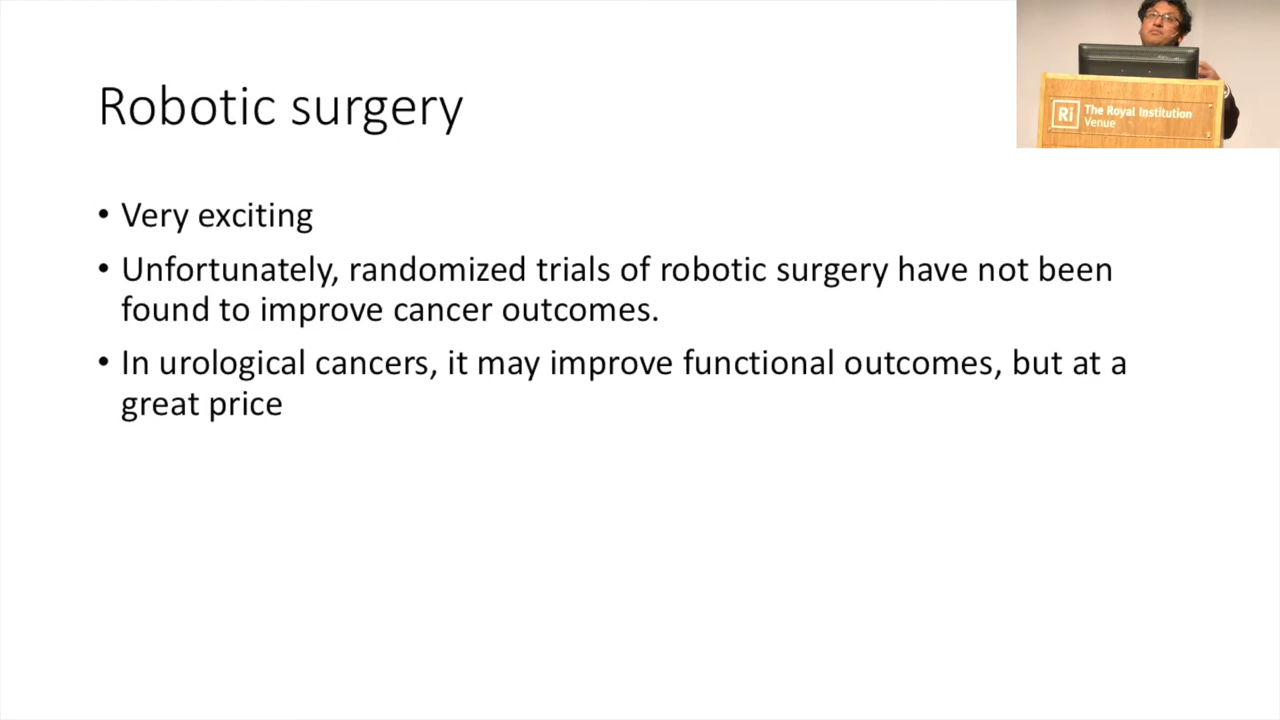 Robotic surgery
• Very exciting
• Unfortunately, randomized trials of robotic surgery have not been
found to improve cancer outcomes.
• In urological cancers, it may improve functional outcomes, but at a
great price
Ri
The Royal Institution
Venue